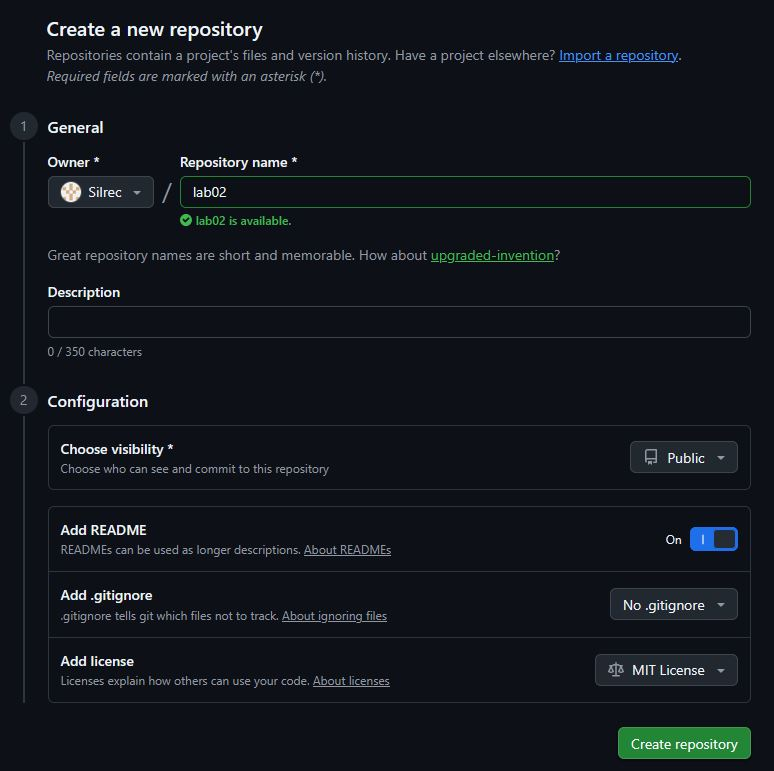 Create a new repository
Repositories contain a project's files and version history. Have a project elsewhere? Import a repository.
Required fields are marked with an asterisk (*).
1
General
Owner *
Repository name *
Silrec
/
lab02
lab02 is available.
Great repository names are short and memorable. How about upgraded-invention?
Description
0 / 350 characters
2
Configuration
Choose visibility *
Choose who can see and commit to this repository
Public
Add README
READMEs can be used as longer descriptions. About READMEs
On
Add .gitignore
.gitignore tells git which files not to track. About ignoring files
No .gitignore
Add license
Licenses explain how others can use your code. About licenses
MIT License
Create repository